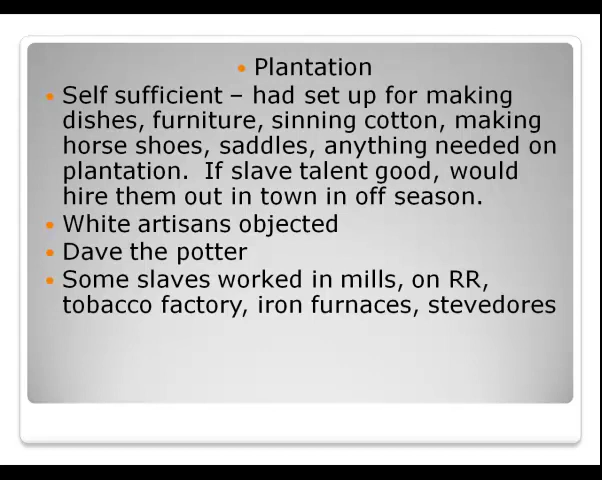 • Plantation
• Self sufficient – had set up for making
dishes, furniture, sinning cotton, making
horse shoes, saddles, anything needed on
plantation.  If slave talent good, would
hire them out in town in off season.
• White artisans objected
• Dave the potter
• Some slaves worked in mills, on RR,
tobacco factory, iron furnaces, stevedores